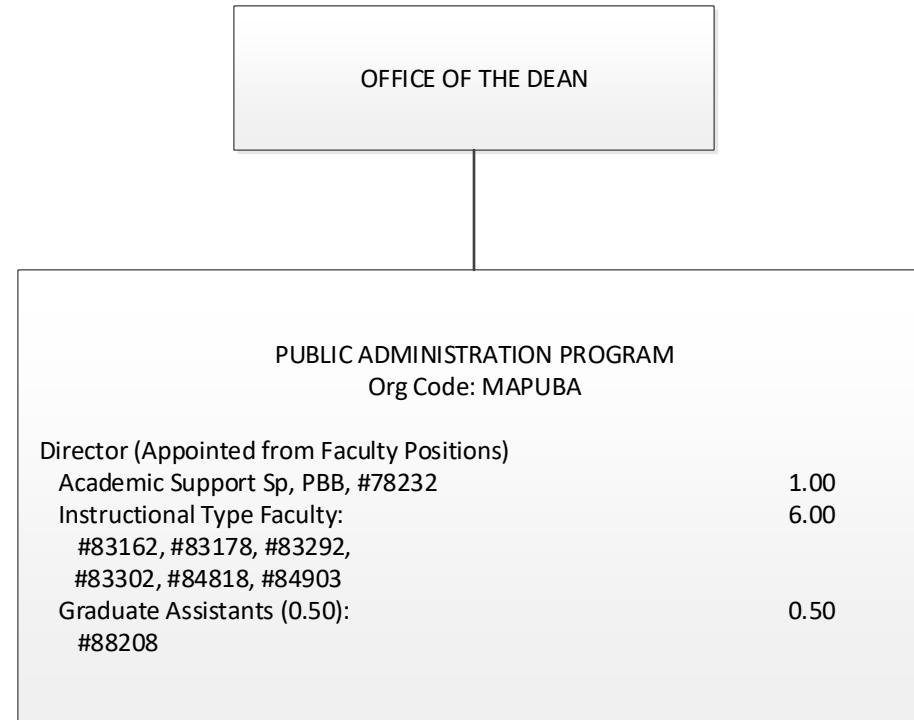 OFFICE OF THE DEAN
PUBLIC ADMINISTRATION PROGRAM
Org Code: MAPUBA
Director (Appointed from Faculty Positions)
Academic Support Sp, PBB, #78232 1.00
Instructional Type Faculty: 6.00
#83162, #83178, #83292,
#83302, #84818, #84903
Graduate Assistants (0.50): 0.50
#88208